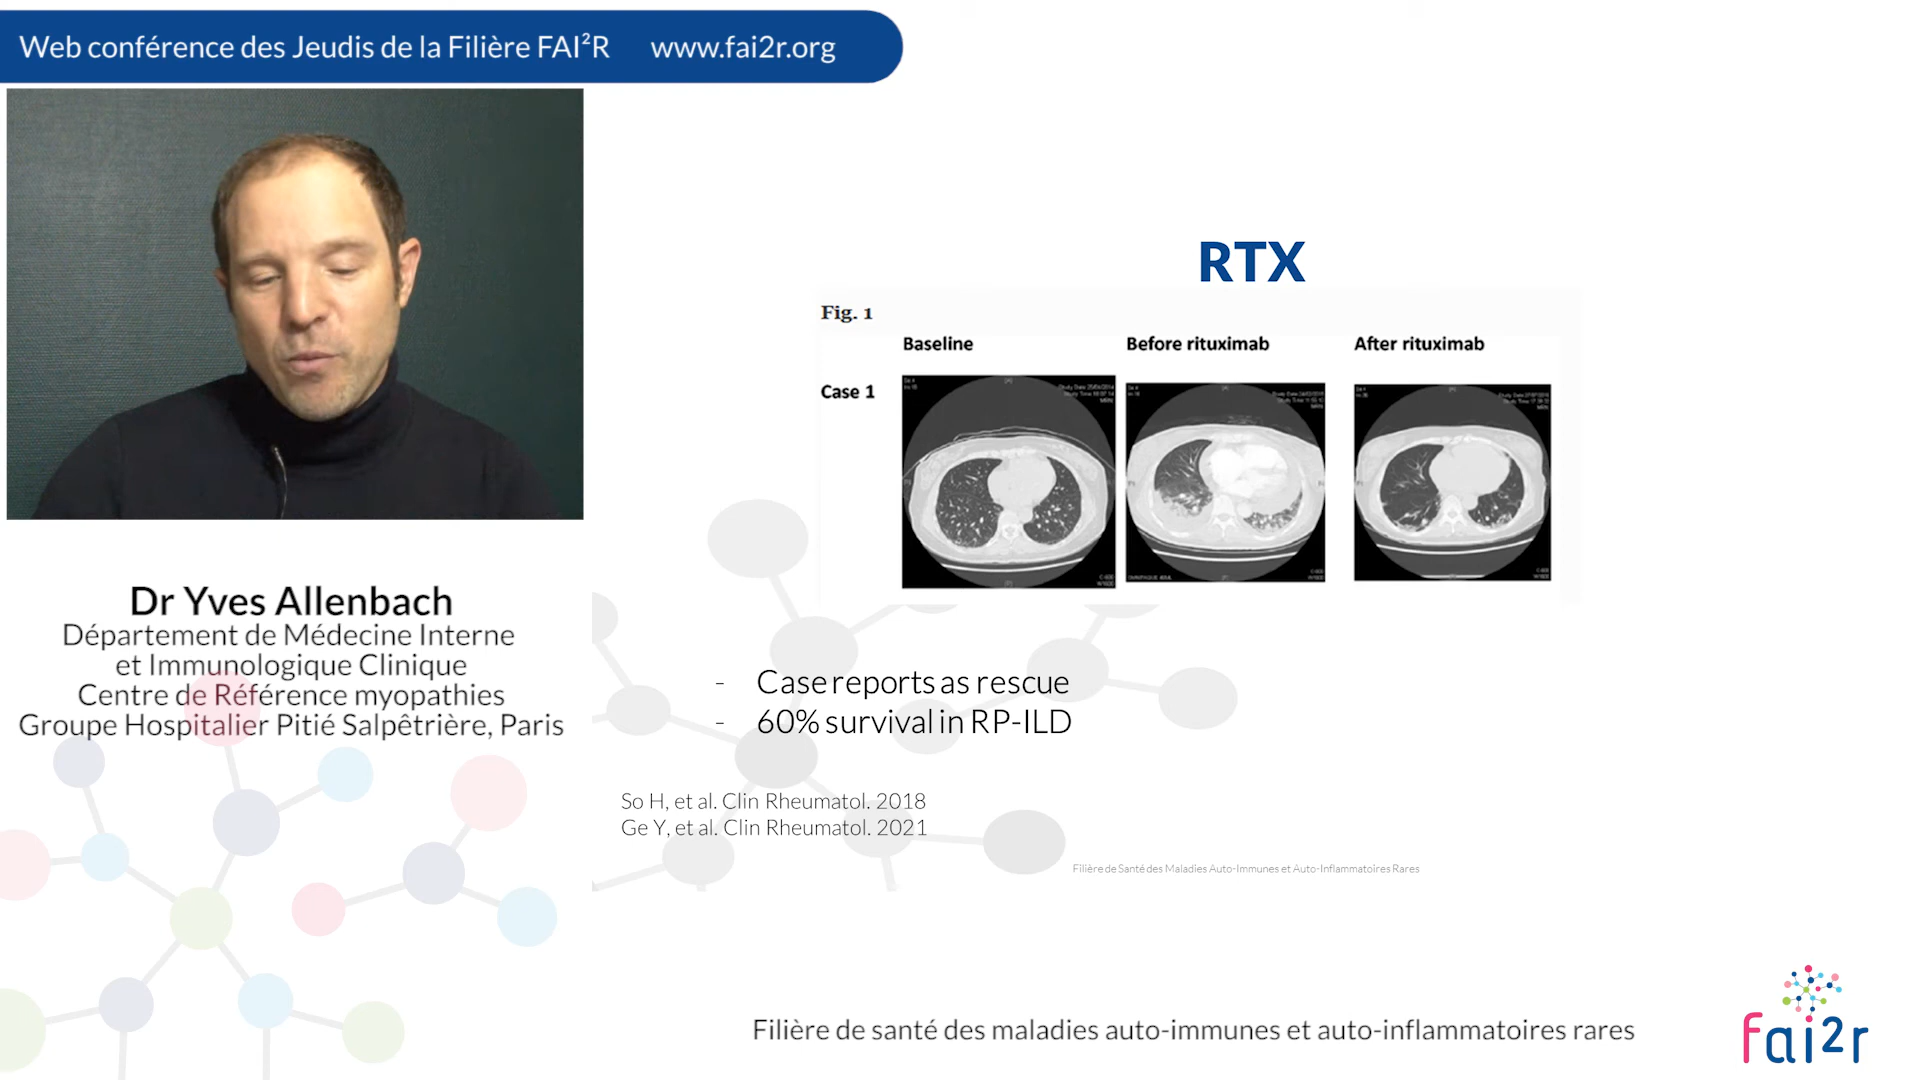 Web conférence des Jeudis de la Filière FAI²R www.fai2r.org
Dr Yves Allenbach
Département de Médecine Interne
et Immunologique Clinique
Centre de Référence myopathies
Groupe Hospitalier Pitié Salpêtrière, Paris
RTX
Fig. 1
Baseline Before rituximab After rituximab
Case 1
- Case reports as rescue
- 60% survival in RP-ILD
So H, et al. Clin Rheumatol. 2018
Ge Y, et al. Clin Rheumatol. 2021
Filière de Santé des Maladies Auto-Immunes et Auto-Inflammatoires Rares
Filière de santé des maladies auto-immunes et auto-inflammatoires rares
fai2r